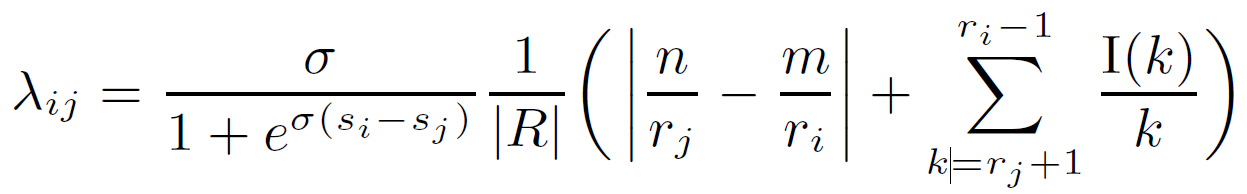 λ_{ij} = \frac{σ}{1 + e^{σ(s_i − s_j)}} \frac{1}{|R|} \left( \left| \frac{n}{r_j} − \frac{m}{r_i} \right| + \sum_{k=r_j+1}^{r_i−1} \frac{I(k)}{k} \right)